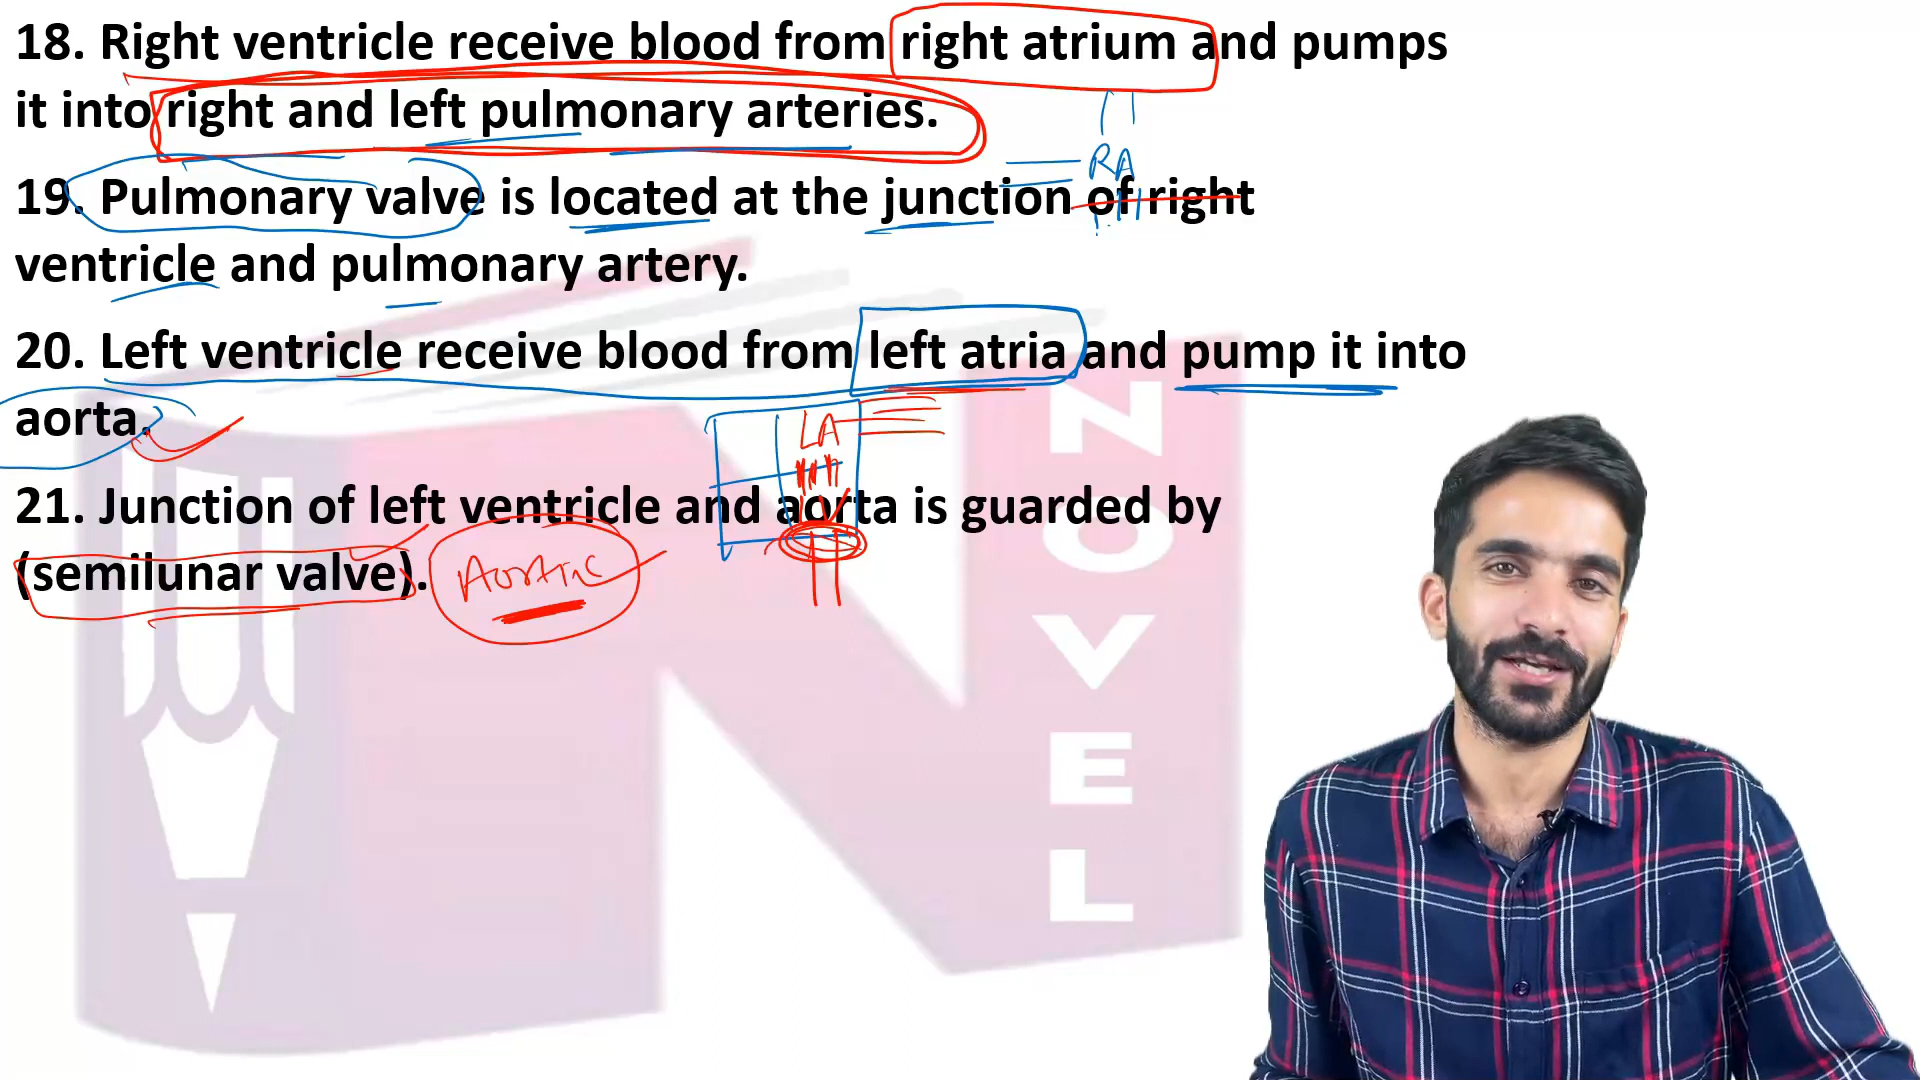 18. Right ventricle receive blood from right atrium and pumps
it into right and left pulmonary arteries.
RA
19. Pulmonary valve is located at the junction of right
ventricle and pulmonary artery.
20. Left ventricle receive blood from left atria and pump it into
aorta.
LA
21. Junction of left ventricle and aorta is guarded by
(semilunar valve). Aortic
NOVEL